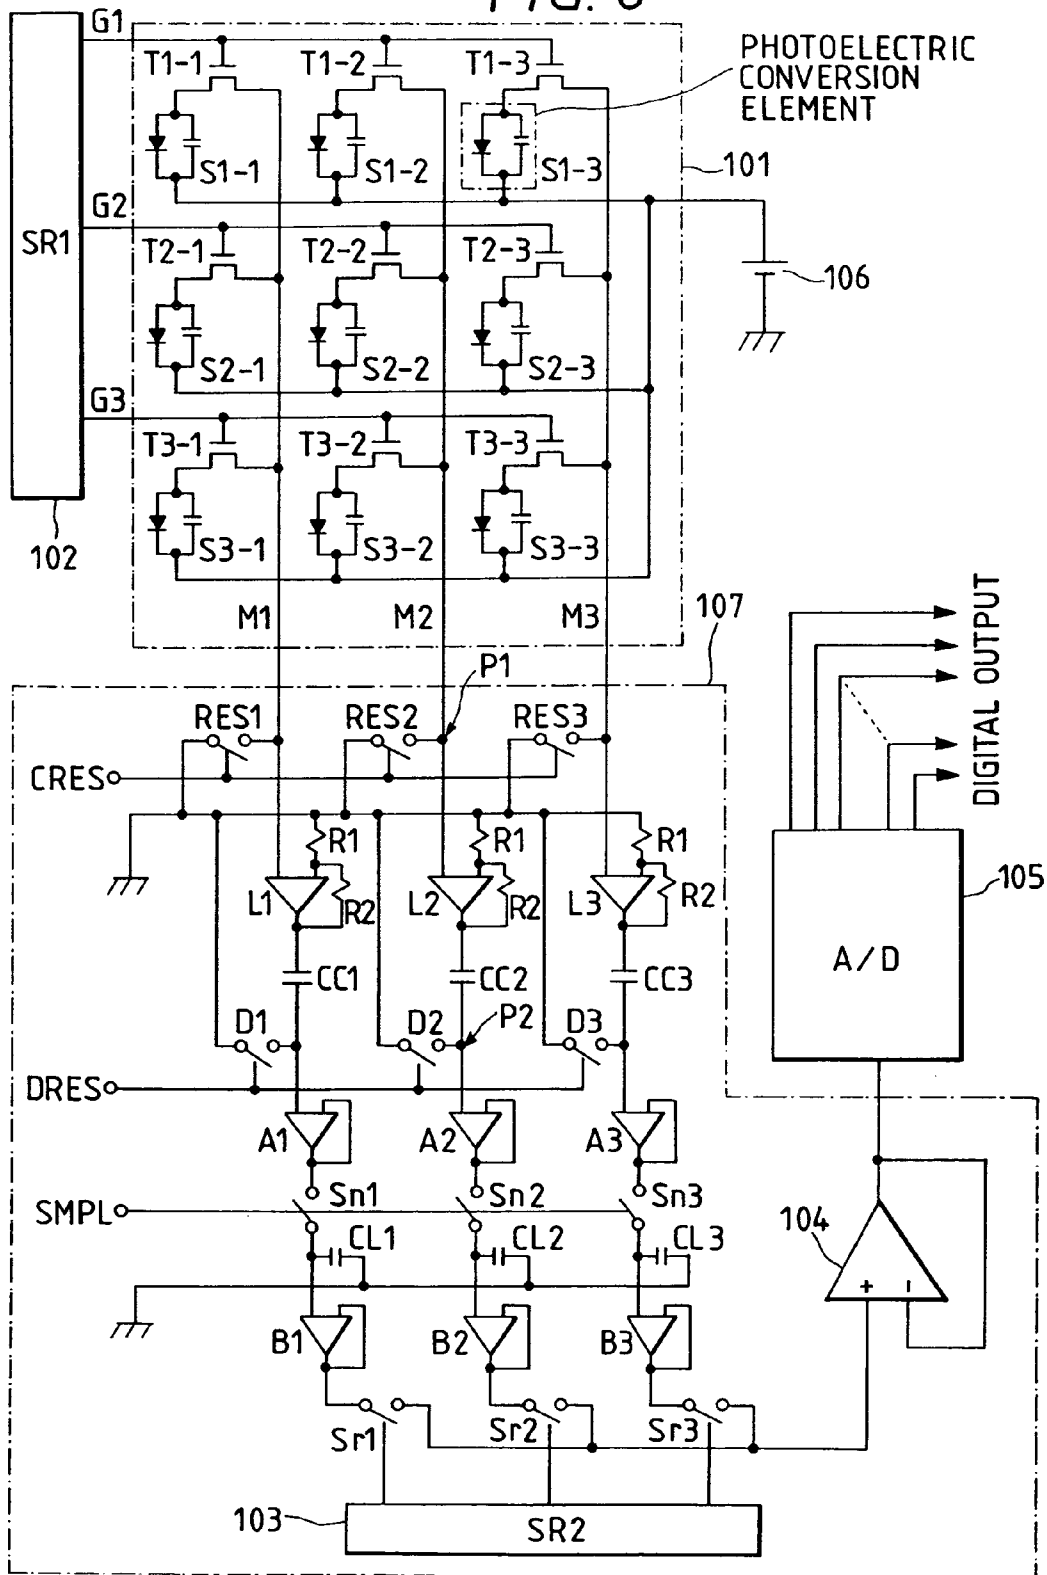 FIG. 6
G1
T1-1 T1-2 T1-3
PHOTOELECTRIC
CONVERSION
ELEMENT
S1-1 S1-2 S1-3
101
G2
SR1
T2-1 T2-2 T2-3
106
S2-1 S2-2 S2-3
G3
T3-1 T3-2 T3-3
S3-1 S3-2 S3-3
102
M1 M2 M3
107
DIGITAL OUTPUT
P1
RES1 RES2 RES3
CRES
R1 R1 R1
L1 R2 L2 R2 L3 R2
105
A/D
CC1 CC2 CC3
P2
D1 D2 D3
DRES
A1 A2 A3
Sn1 Sn2 Sn3
SMPL
CL1 CL2 CL3
104
+ −
B1 B2 B3
Sr1 Sr2 Sr3
103
SR2